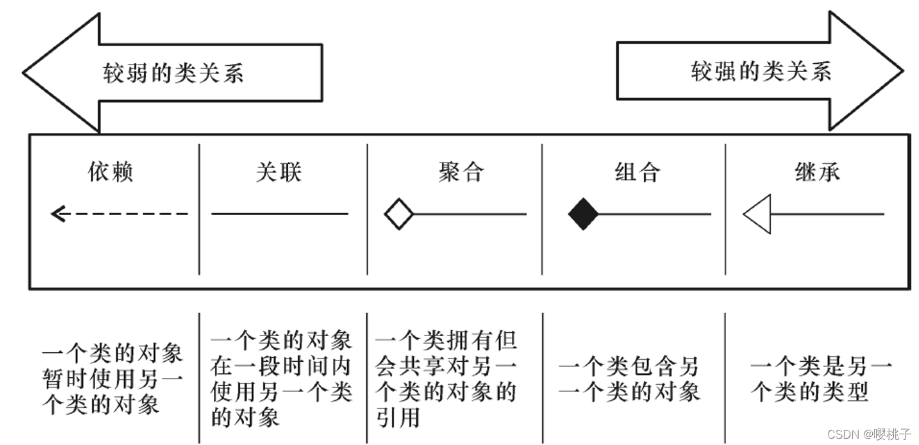 较弱的类关系
较强的类关系
依赖
关联
聚合
组合
继承
一个类的对象
暂时使用另一
个类的对象
一个类的对象
在一段时间内
使用另一个类
的对象
一个类拥有但
会共享对另一
个类的对象的
引用
一个类包含另
一个类的对象
一个类是另一
个类的类型
CSDN @嘤桃子